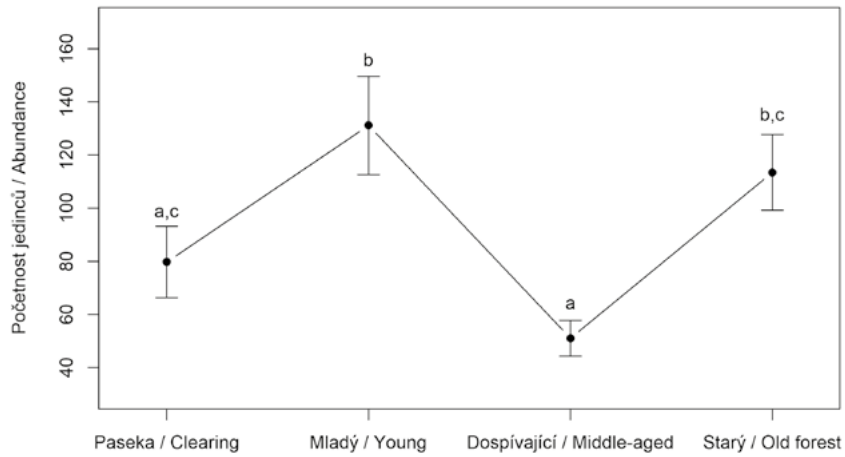 Početnost jedinců / Abundance
160
140
120
100
80
60
40
a,c
b
a
b,c
Paseka / Clearing
Mladý / Young
Dospívající / Middle-aged
Starý / Old forest